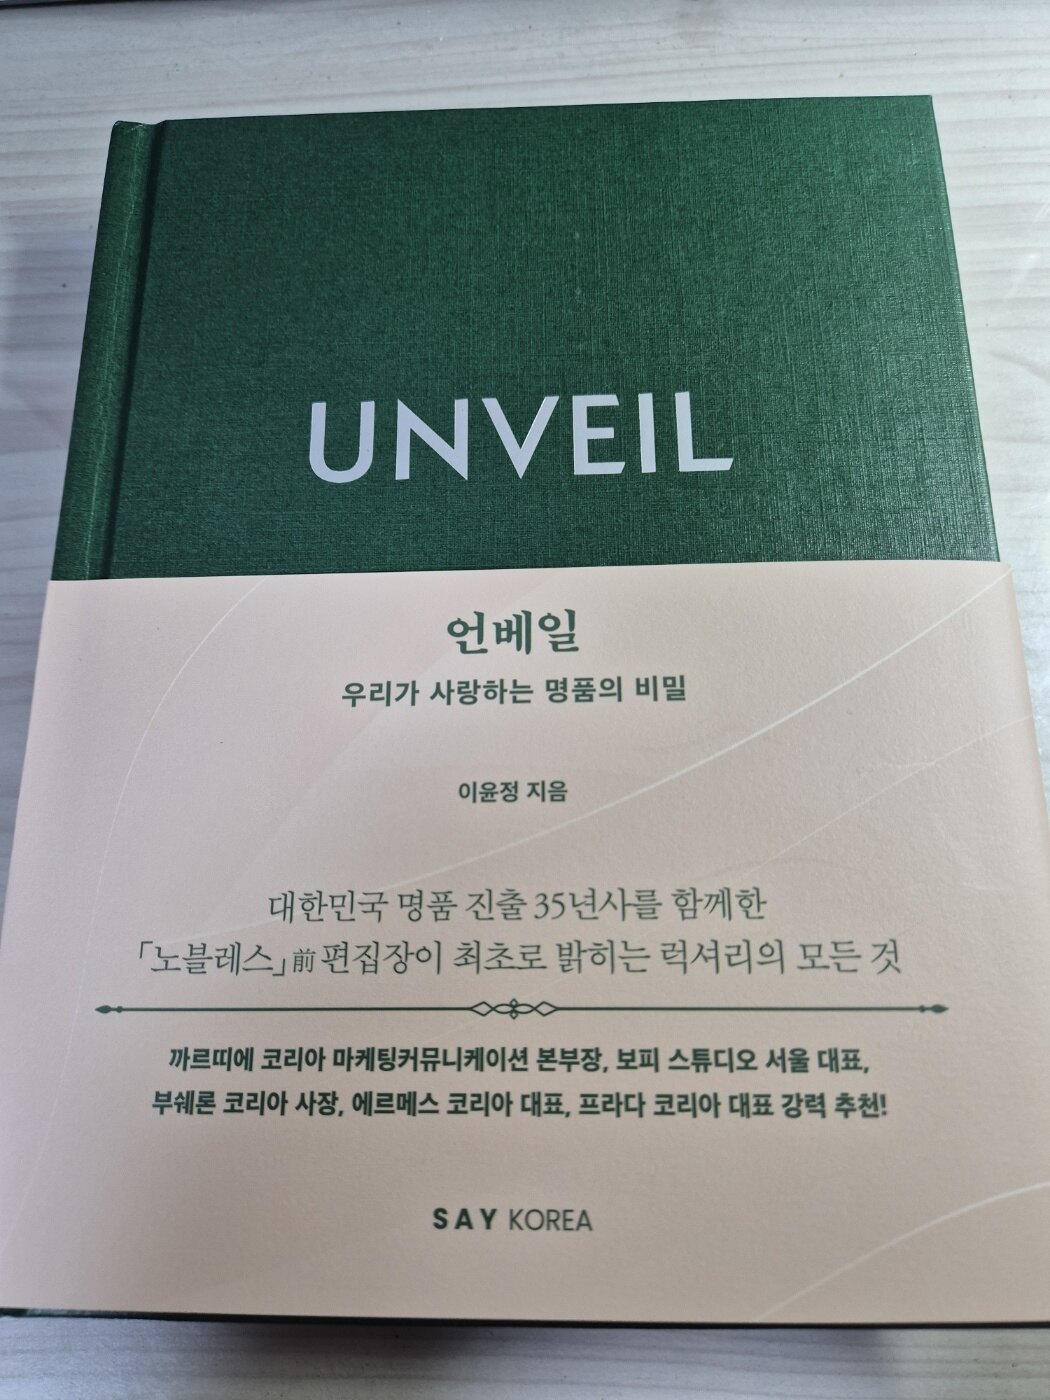 UNVEIL
언베일
우리가 사랑하는 명품의 비밀
이윤정 지음
대한민국 명품 진출 35년사를 함께한
「노블레스」前 편집장이 최초로 밝히는 럭셔리의 모든 것
까르띠에 코리아 마케팅커뮤니케이션 본부장, 보피 스튜디오 서울 대표,
부쉐론 코리아 사장, 에르메스 코리아 대표, 프라다 코리아 대표 강력 추천!
SAY KOREA